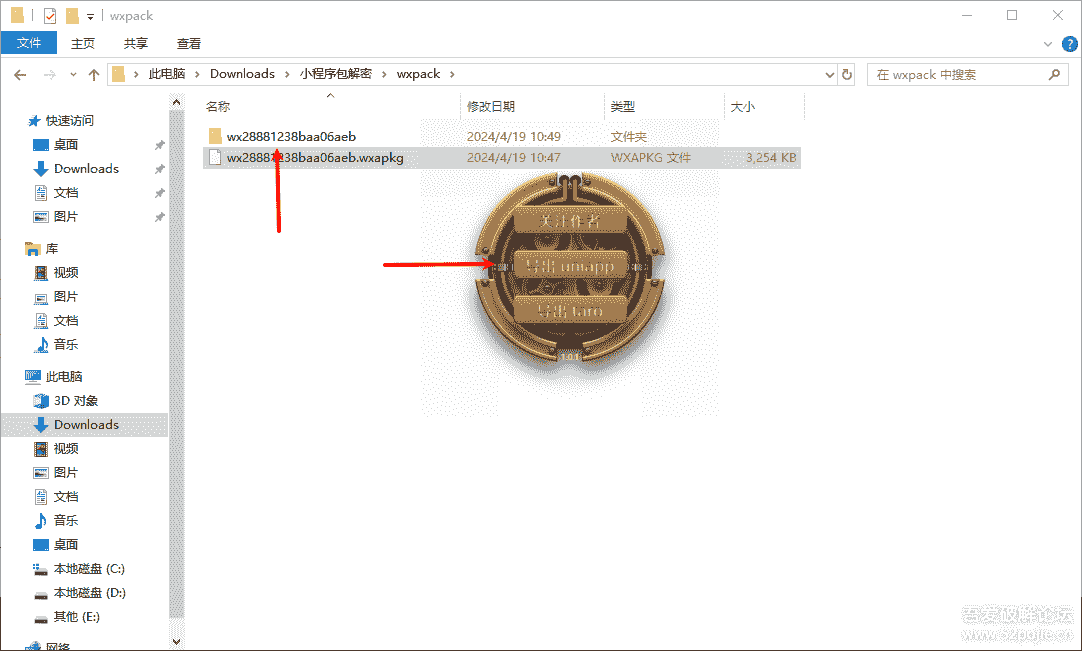 wxpack
文件 主页 共享 查看
此电脑 Downloads 小程序包解密 wxpack
在 wxpack 中搜索
名称 修改日期 类型 大小
wx28881238baa06aeb 2024/4/19 10:49 文件夹
wx28881238baa06aeb.wxapkg 2024/4/19 10:47 WXAPKG 文件 3,254 KB
关注作者
导出 uniapp
导出 taro
1.0.1
快速访问
桌面
Downloads
文档
图片
库
视频
图片
文档
音乐
此电脑
3D 对象
Downloads
视频
图片
文档
音乐
桌面
本地磁盘 (C:)
本地磁盘 (D:)
其他 (E:)
网络
吾爱破解论坛
www.52pojie.cn